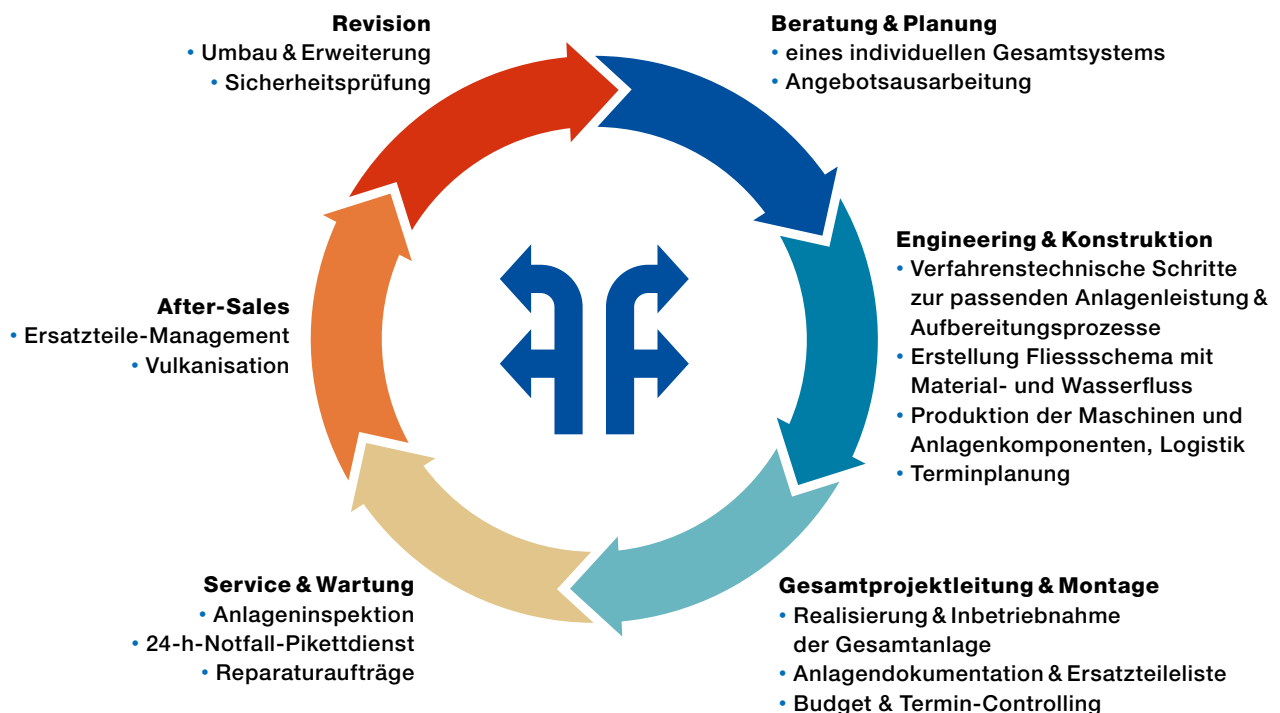 Revision
• Umbau & Erweiterung
• Sicherheitsprüfung
Beratung & Planung
• eines individuellen Gesamtsystems
• Angebotsausarbeitung
Engineering & Konstruktion
• Verfahrenstechnische Schritte
zur passenden Anlagenleistung &
Aufbereitungsprozesse
• Erstellung Fliessschema mit
Material- und Wasserfluss
• Produktion der Maschinen und
Anlagenkomponenten, Logistik
• Terminplanung
After-Sales
• Ersatzteile-Management
• Vulkanisation
Service & Wartung
• Anlageninspektion
• 24-h-Notfall-Pikettdienst
• Reparaturaufträge
Gesamtprojektleitung & Montage
• Realisierung & Inbetriebnahme
der Gesamtanlage
• Anlagendokumentation & Ersatzteileliste
• Budget & Termin-Controlling